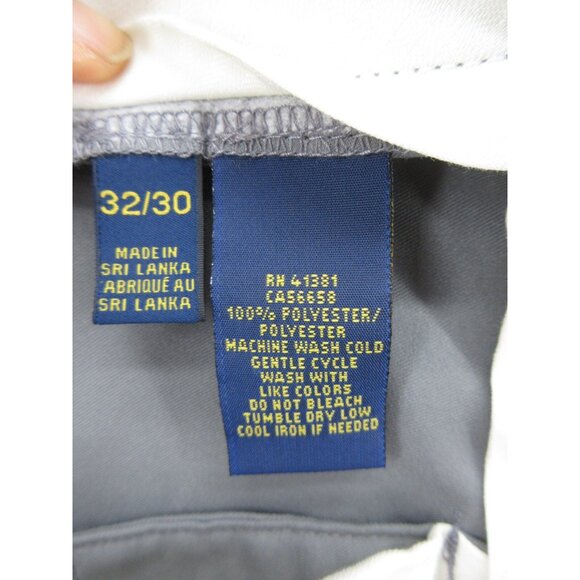 32/30
MADE IN
SRI LANKA
FABRIQUÉ AU
SRI LANKA
RN 41381
CA56658
100% POLYESTER/
POLYESTER
MACHINE WASH COLD
GENTLE CYCLE
WASH WITH
LIKE COLORS
DO NOT BLEACH
TUMBLE DRY LOW
COOL IRON IF NEEDED